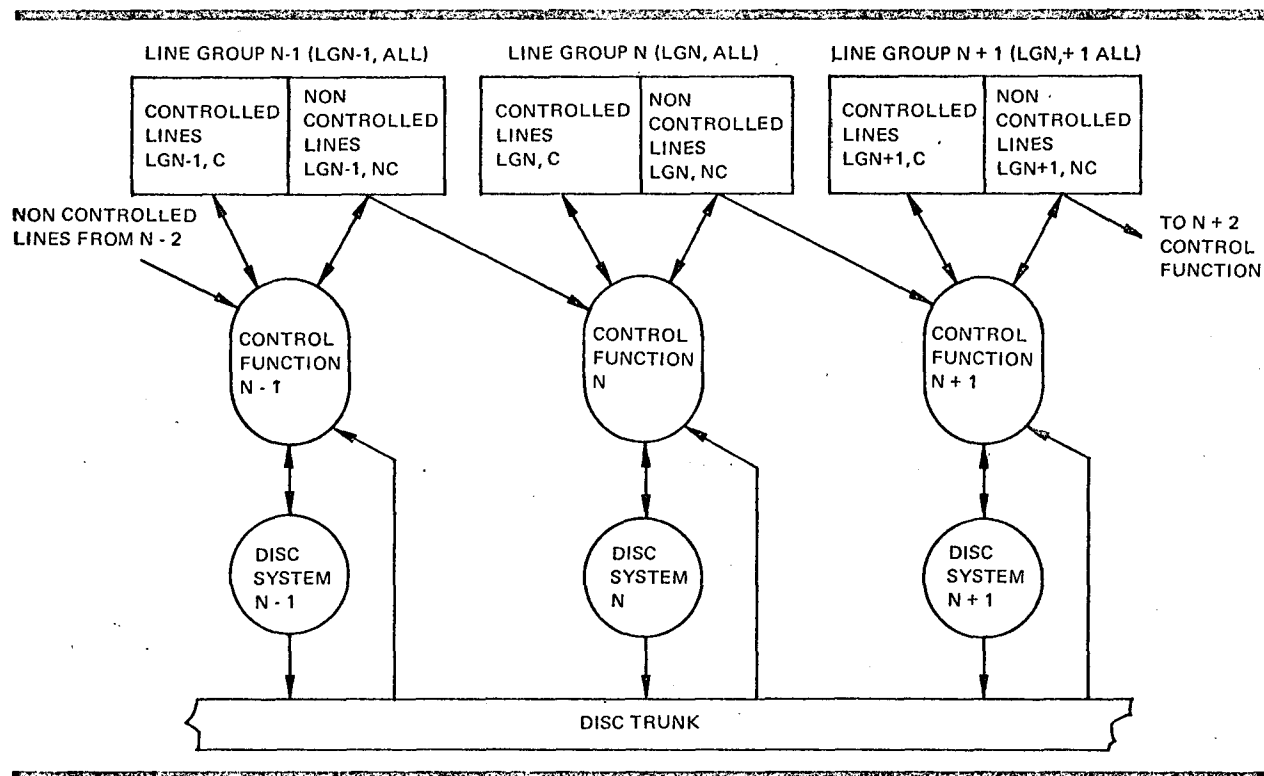 LINE GROUP N-1 (LGN-1, ALL)
CONTROLLED
LINES
LGN-1, C
NON
CONTROLLED
LINES
LGN-1, NC
LINE GROUP N (LGN, ALL)
CONTROLLED
LINES
LGN, C
NON
CONTROLLED
LINES
LGN, NC
LINE GROUP N + 1 (LGN,+ 1 ALL)
CONTROLLED
LINES
LGN+1, C
NON
CONTROLLED
LINES
LGN+1, NC
NON CONTROLLED
LINES FROM N - 2
TO N + 2
CONTROL
FUNCTION
CONTROL
FUNCTION
N - 1
CONTROL
FUNCTION
N
CONTROL
FUNCTION
N + 1
DISC
SYSTEM
N - 1
DISC
SYSTEM
N
DISC
SYSTEM
N + 1
DISC TRUNK